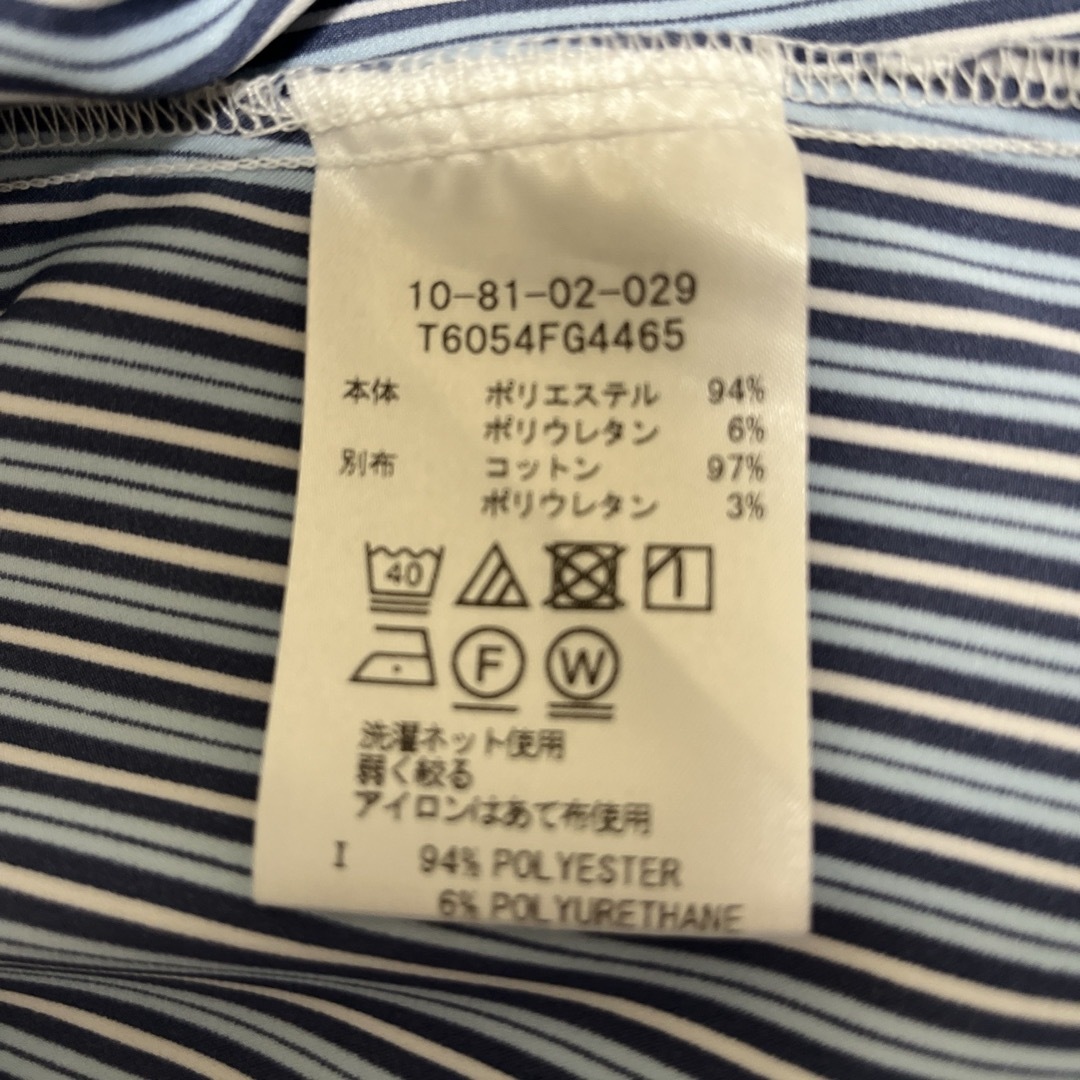 10-81-02-029
T6054FG4465
本体 ポリエステル 94%
ポリウレタン 6%
別布 コットン 97%
ポリウレタン 3%
40
F W
洗濯ネット使用
弱く絞る
アイロンはあて布使用
I 94% POLYESTER
6% POLYURETHANE